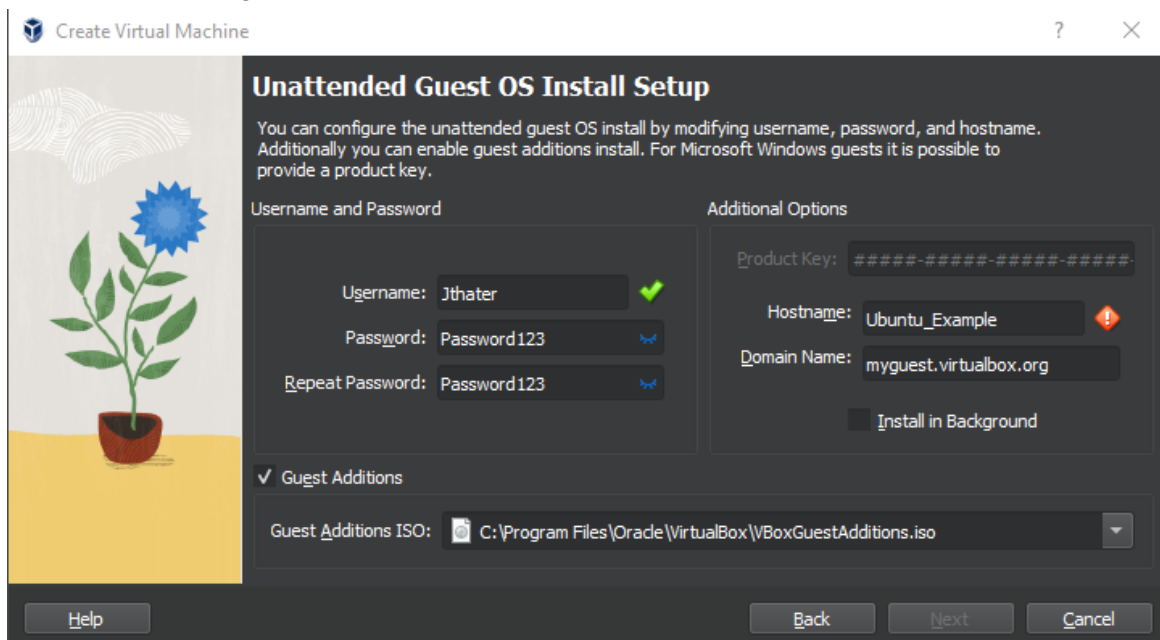 Create Virtual Machine
?
Unattended Guest OS Install Setup
You can configure the unattended guest OS install by modifying username, password, and hostname.
Additionally you can enable guest additions install. For Microsoft Windows guests it is possible to
provide a product key.
Username and Password
Username: Jthater
Password: Password123
Repeat Password: Password123
Additional Options
Product Key: #####-#####-#####-#####-
Hostname: Ubuntu_Example
Domain Name: myguest.virtualbox.org
Install in Background
Guest Additions
Guest Additions ISO: C:\Program Files\Oracle\VirtualBox\VBoxGuestAdditions.iso
Help
Back
Next
Cancel